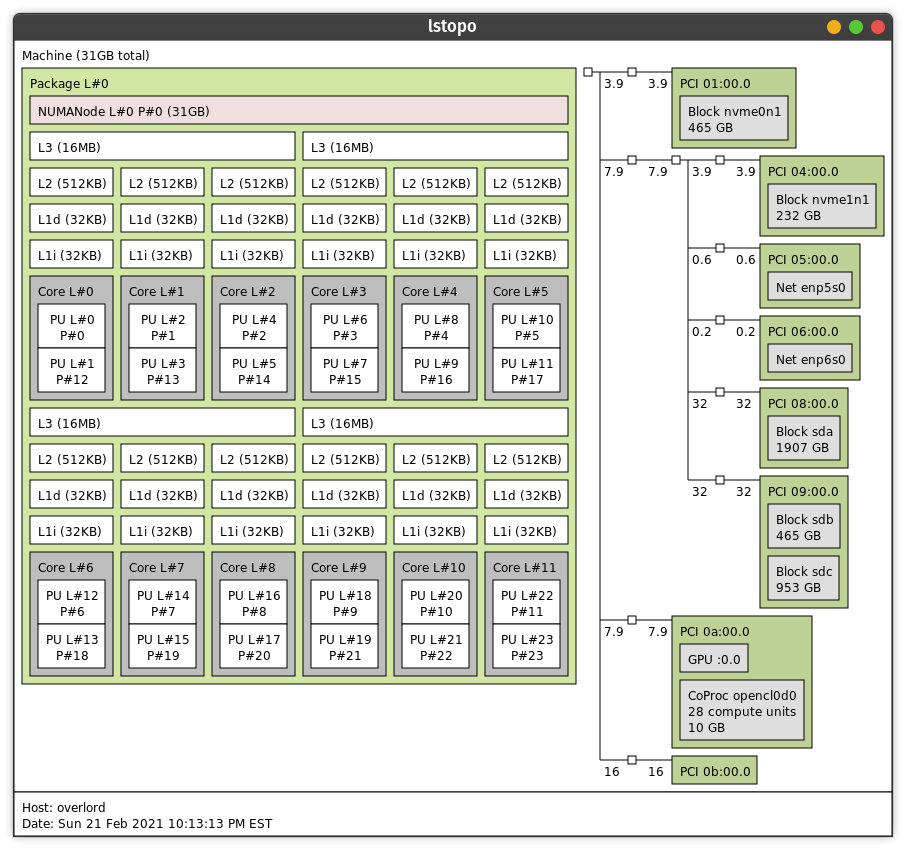 lstopo
Machine (31GB total)
Package L#0
NUMANode L#0 P#0 (31GB)
L3 (16MB) L3 (16MB)
L2 (512KB) L2 (512KB) L2 (512KB) L2 (512KB) L2 (512KB) L2 (512KB)
L1d (32KB) L1d (32KB) L1d (32KB) L1d (32KB) L1d (32KB) L1d (32KB)
L1i (32KB) L1i (32KB) L1i (32KB) L1i (32KB) L1i (32KB) L1i (32KB)
Core L#0 Core L#1 Core L#2 Core L#3 Core L#4 Core L#5
PU L#0 PU L#2 PU L#4 PU L#6 PU L#8 PU L#10
P#0 P#1 P#2 P#3 P#4 P#5
PU L#1 PU L#3 PU L#5 PU L#7 PU L#9 PU L#11
P#12 P#13 P#14 P#15 P#16 P#17
L3 (16MB) L3 (16MB)
L2 (512KB) L2 (512KB) L2 (512KB) L2 (512KB) L2 (512KB) L2 (512KB)
L1d (32KB) L1d (32KB) L1d (32KB) L1d (32KB) L1d (32KB) L1d (32KB)
L1i (32KB) L1i (32KB) L1i (32KB) L1i (32KB) L1i (32KB) L1i (32KB)
Core L#6 Core L#7 Core L#8 Core L#9 Core L#10 Core L#11
PU L#12 PU L#14 PU L#16 PU L#18 PU L#20 PU L#22
P#6 P#7 P#8 P#9 P#10 P#11
PU L#13 PU L#15 PU L#17 PU L#19 PU L#21 PU L#23
P#18 P#19 P#20 P#21 P#22 P#23
3.9 3.9 PCI 01:00.0
Block nvme0n1
465 GB
7.9 7.9 3.9 3.9 PCI 04:00.0
Block nvme1n1
232 GB
0.6 0.6 PCI 05:00.0
Net enp5s0
0.2 0.2 PCI 06:00.0
Net enp6s0
32 32 PCI 08:00.0
Block sda
1907 GB
32 32 PCI 09:00.0
Block sdb
465 GB
Block sdc
953 GB
7.9 7.9 PCI 0a:00.0
GPU :0.0
CoProc opencl0d0
28 compute units
10 GB
16 16 PCI 0b:00.0
Host: overlord
Date: Sun 21 Feb 2021 10:13:13 PM EST